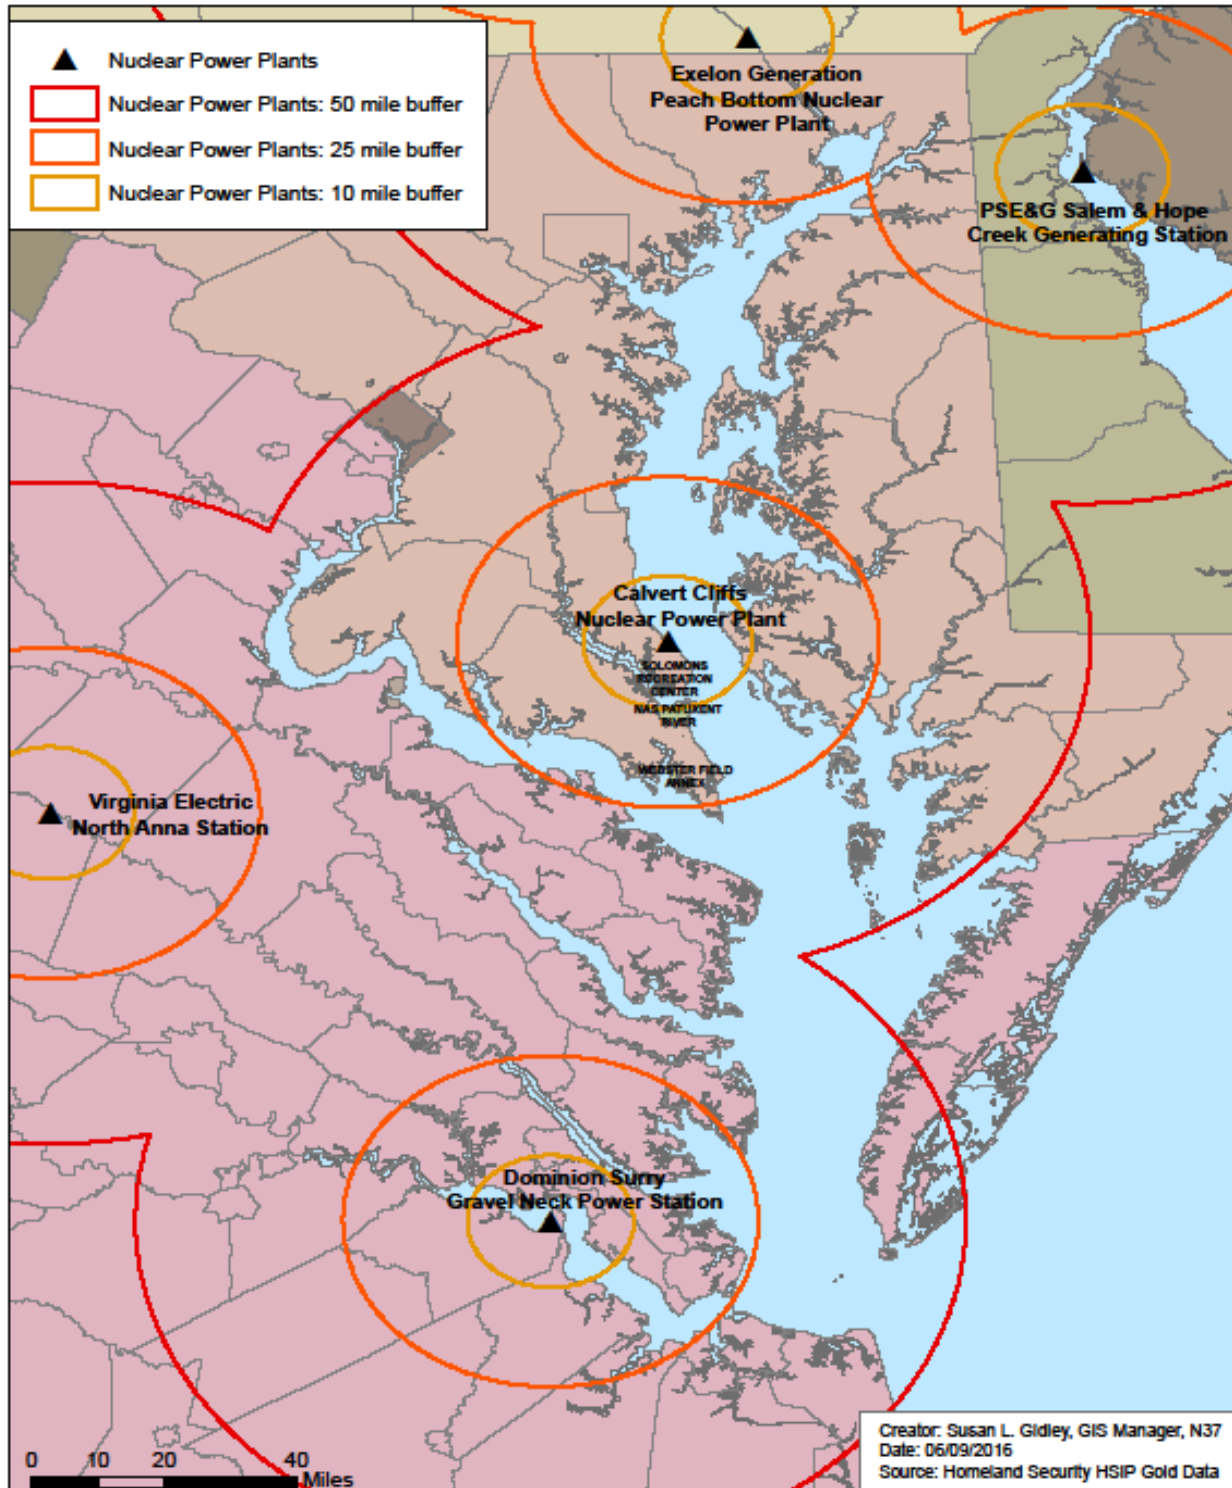 Nuclear Power Plants
Nuclear Power Plants: 50 mile buffer
Nuclear Power Plants: 25 mile buffer
Nuclear Power Plants: 10 mile buffer
Exelon Generation
Peach Bottom Nuclear
Power Plant
PSE&G Salem & Hope
Creek Generating Station
Calvert Cliffs
Nuclear Power Plant
SOLOMONS
RECREATION
CENTER
NAS PATUXENT
RIVER
WEBSTER FIELD
ANNEX
Virginia Electric
North Anna Station
Dominion Surry
Gravel Neck Power Station
0 10 20 40
Miles
Creator: Susan L. Gidley, GIS Manager, N37
Date: 06/09/2016
Source: Homeland Security HSIP Gold Data